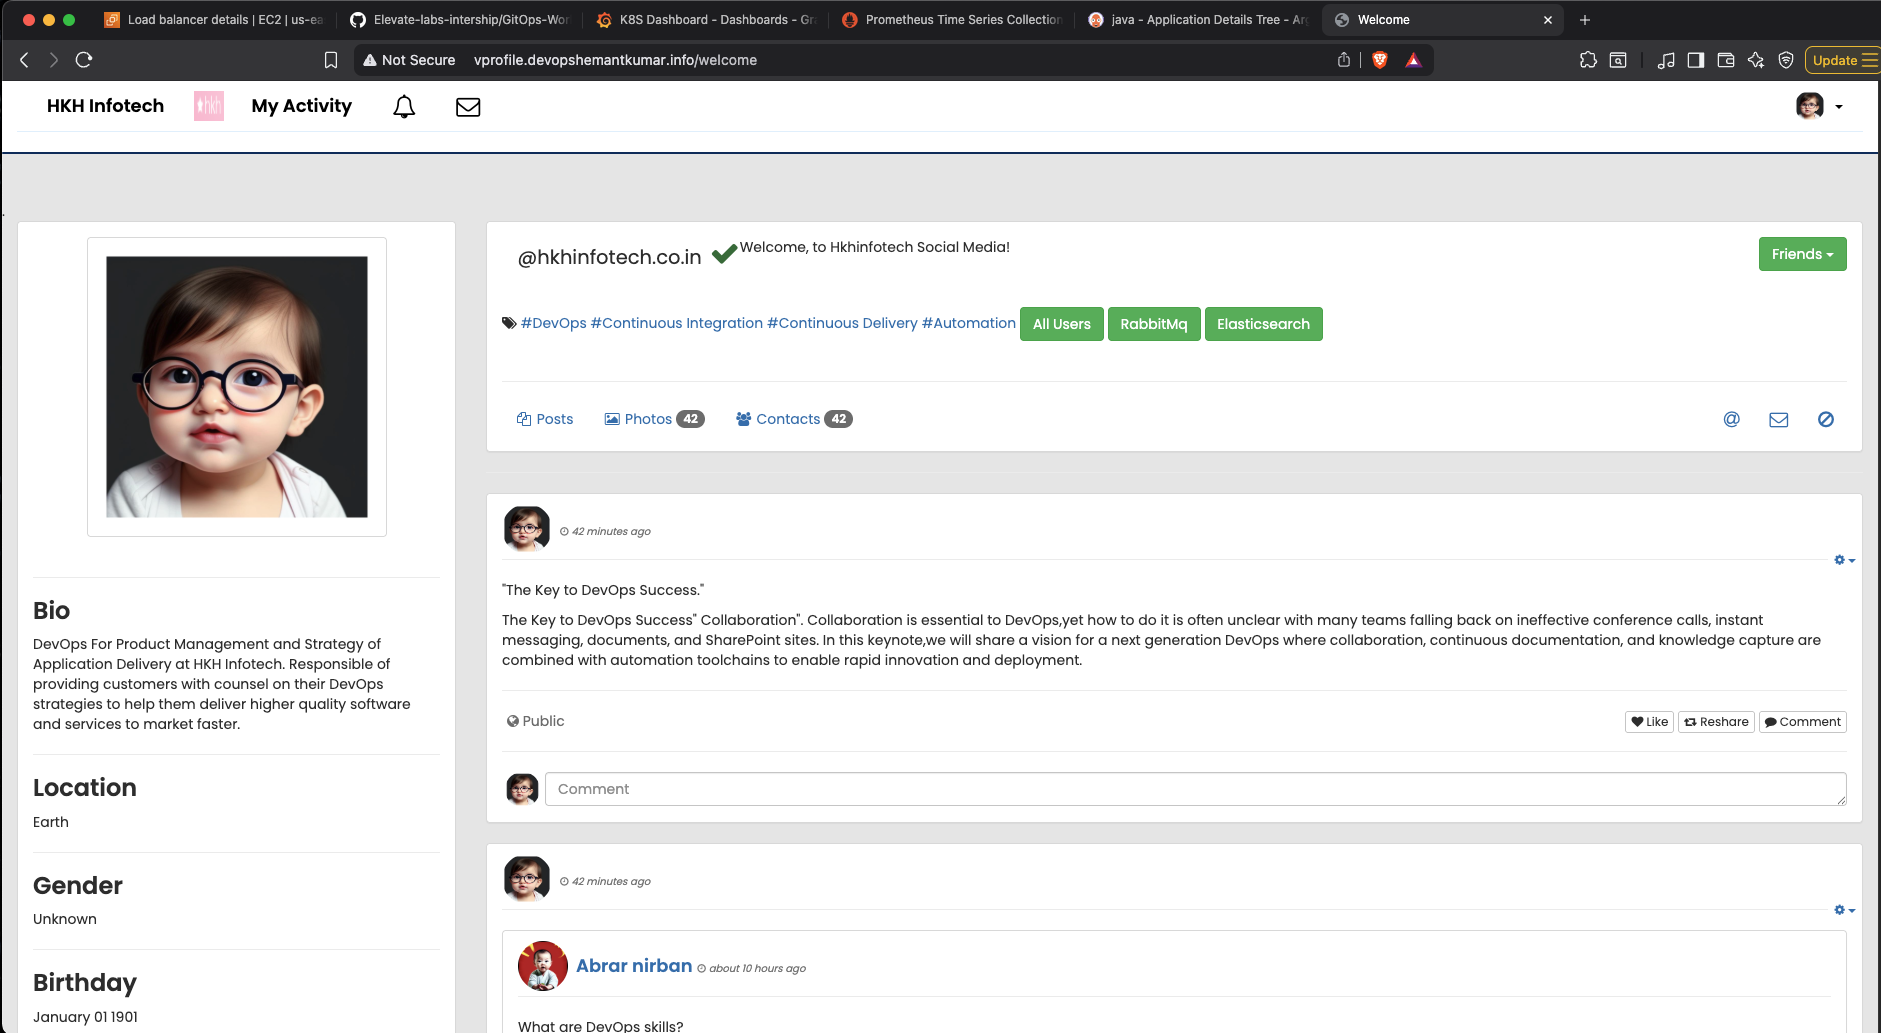 Load balancer details | EC2 | us-ea
Elevate-labs-intership/GitOps-Wor
K8S Dashboard - Dashboards - Gra
Prometheus Time Series Collection
java - Application Details Tree - Ar
Welcome
Not Secure vprofile.devopshemantkumar.info/welcome
Update
HKH Infotech
hkh
My Activity
@hkhinfotech.co.in
Welcome, to Hkhinfotech Social Media!
Friends
#DevOps #Continuous Integration #Continuous Delivery #Automation
All Users
RabbitMq
Elasticsearch
Posts
Photos 42
Contacts 42
Bio
DevOps For Product Management and Strategy of
Application Delivery at HKH Infotech. Responsible of
providing customers with counsel on their DevOps
strategies to help them deliver higher quality software
and services to market faster.
Location
Earth
Gender
Unknown
Birthday
January 01 1901
42 minutes ago
"The Key to DevOps Success."
The Key to DevOps Success" Collaboration". Collaboration is essential to DevOps,yet how to do it is often unclear with many teams falling back on ineffective conference calls, instant
messaging, documents, and SharePoint sites. In this keynote,we will share a vision for a next generation DevOps where collaboration, continuous documentation, and knowledge capture are
combined with automation toolchains to enable rapid innovation and deployment.
Public
Like
Reshare
Comment
Comment
42 minutes ago
Abrar nirban about 10 hours ago
What are DevOps skills?